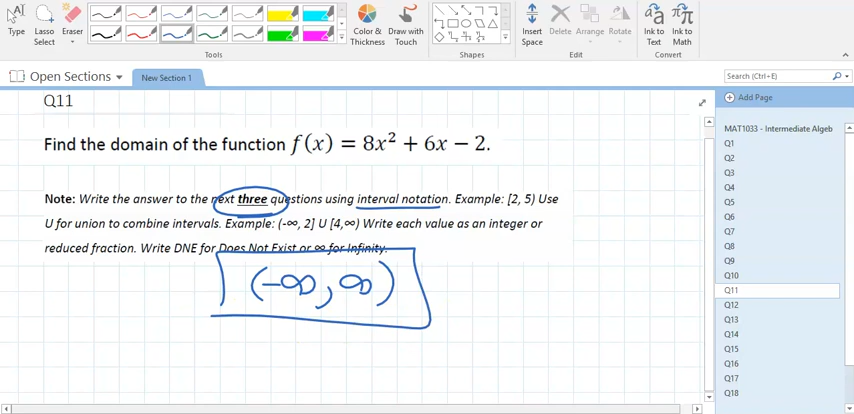 Type
Lasso
Select
Eraser
Color &
Thickness
Draw with
Touch
Insert
Space
Delete
Arrange
Rotate
Ink to
Text
Ink to
Math
Tools
Shapes
Convert
Open Sections
New Section 1
Search (Ctrl+E)
Q11
Add Page
Find the domain of the function f(x) = 8x² + 6x − 2.
Note: Write the answer to the next three questions using interval notation. Example: [2, 5) Use
U for union to combine intervals. Example: (-∞, 2] U [4,∞) Write each value as an integer or
reduced fraction. Write DNE for Does Not Exist or ∞ for Infinity.
(-∞, ∞)
MAT1033 - Intermediate Algeb
Q1
Q2
Q3
Q4
Q5
Q6
Q7
Q8
Q9
Q10
Q11
Q12
Q13
Q14
Q15
Q16
Q17
Q18